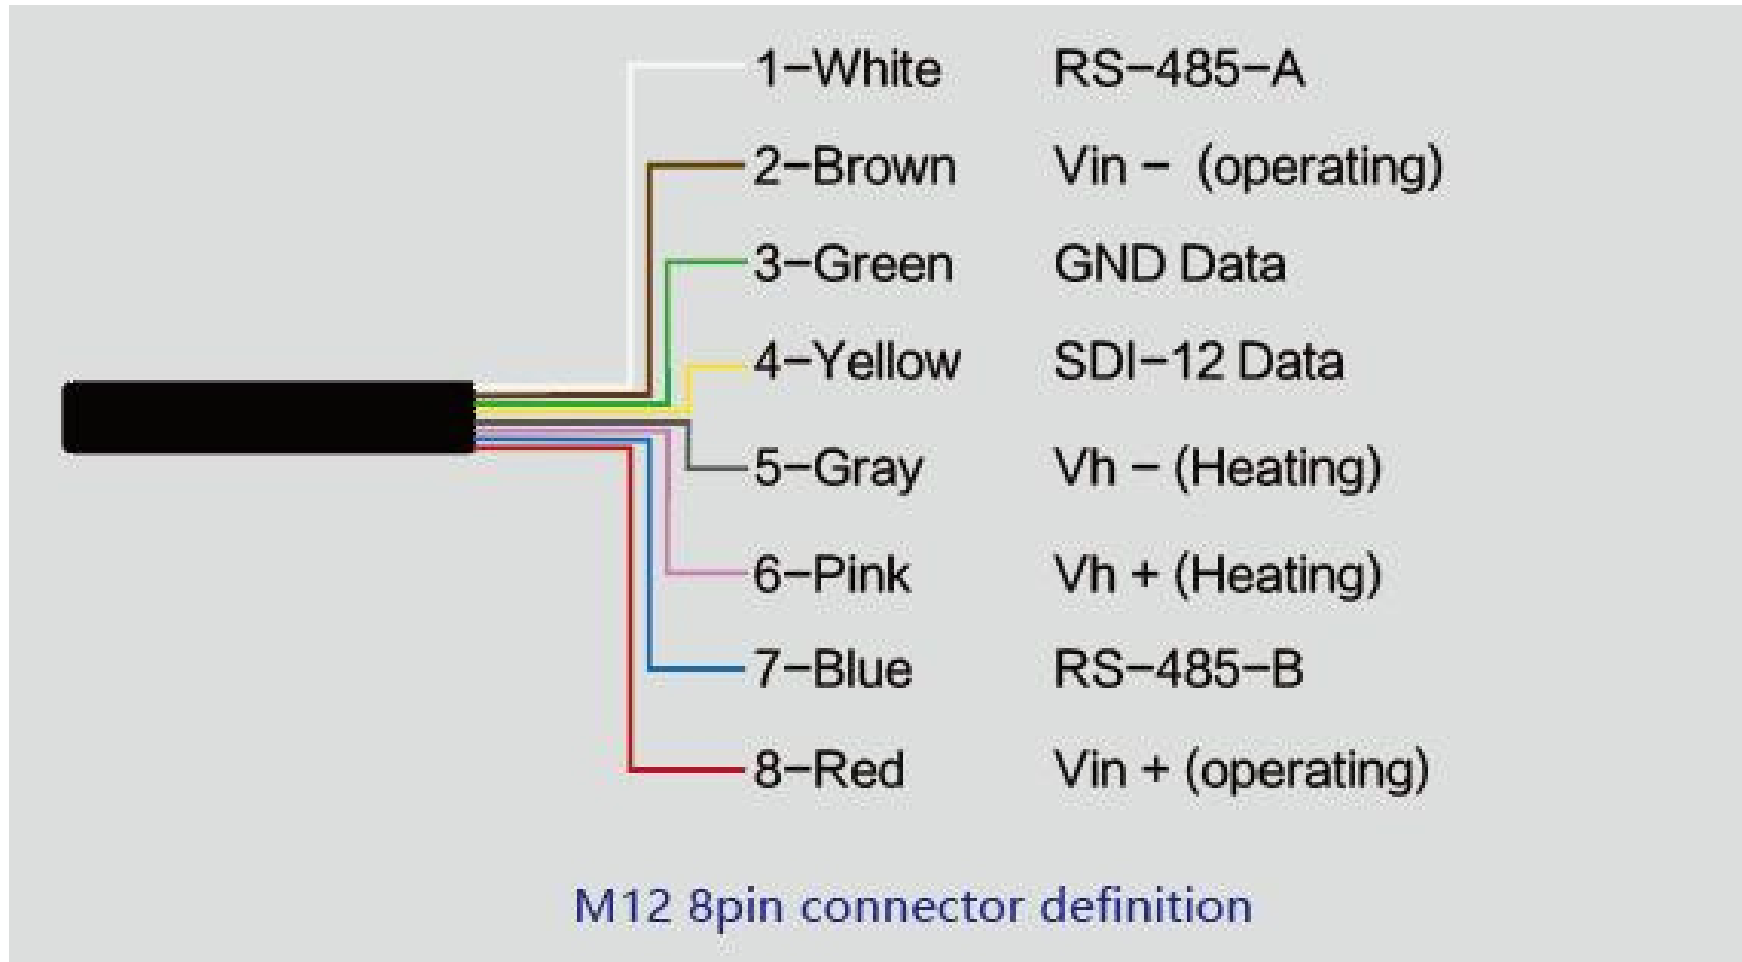 1-White RS-485-A
2-Brown Vin - (operating)
3-Green GND Data
4-Yellow SDI-12 Data
5-Gray Vh - (Heating)
6-Pink Vh + (Heating)
7-Blue RS-485-B
8-Red Vin + (operating)
M12 8pin connector definition